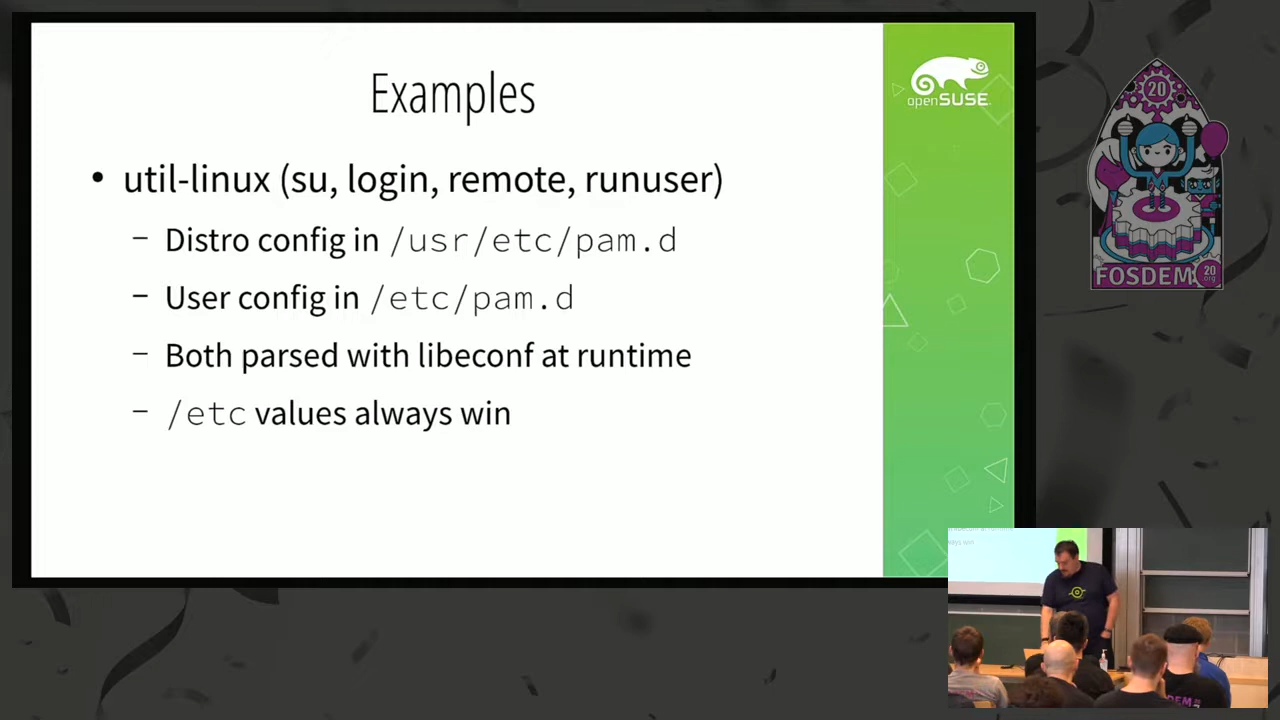 Examples
• util-linux (su, login, remote, runuser)
– Distro config in /usr/etc/pam.d
– User config in /etc/pam.d
– Both parsed with libeconf at runtime
– /etc values always win
openSUSE
20
FOSDEM 20
.org